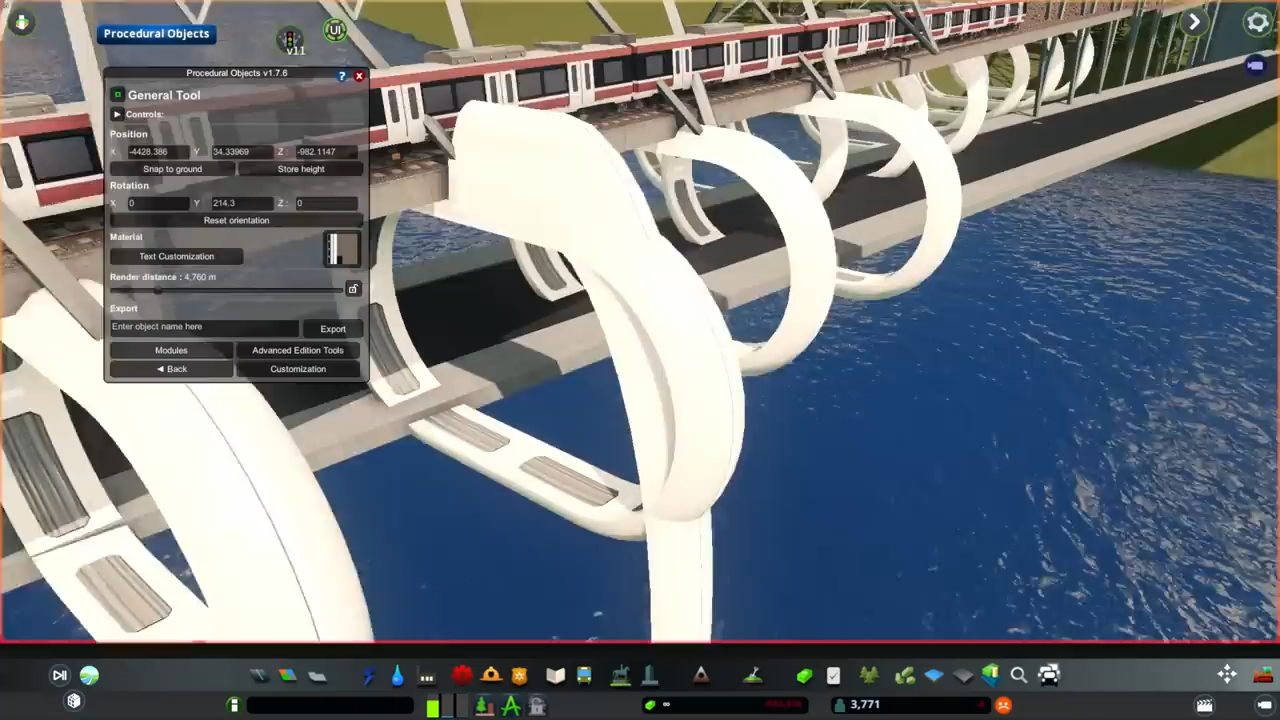 Procedural Objects
UI
V11
Procedural Objects v1.7.6
?
General Tool
Controls:
Position
X -4428.386 Y 34.33969 Z : -982.1147
Snap to ground Store height
Rotation
X 0 Y 214.3 Z : 0
Reset orientation
Material
Text Customization
Render distance : 4,760 m
Export
Enter object name here Export
Modules Advanced Edition Tools
◄ Back Customization
∞ 3,771